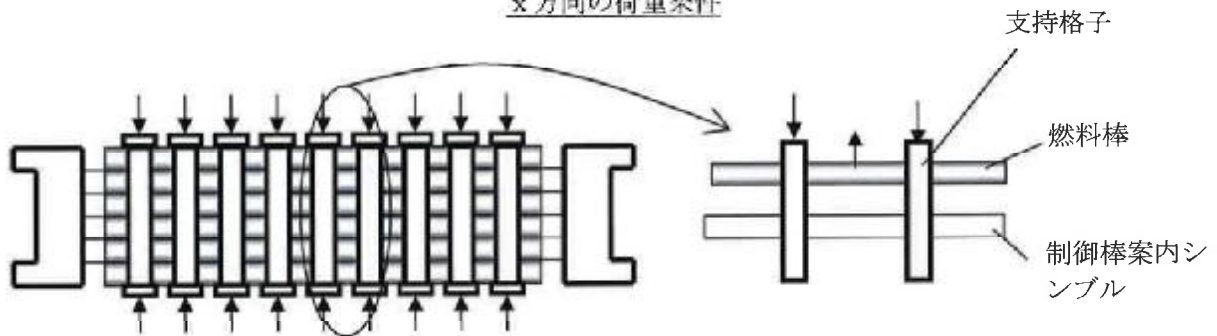 x方向の荷重条件
支持格子
燃料棒
制御棒案内シ
ンブル